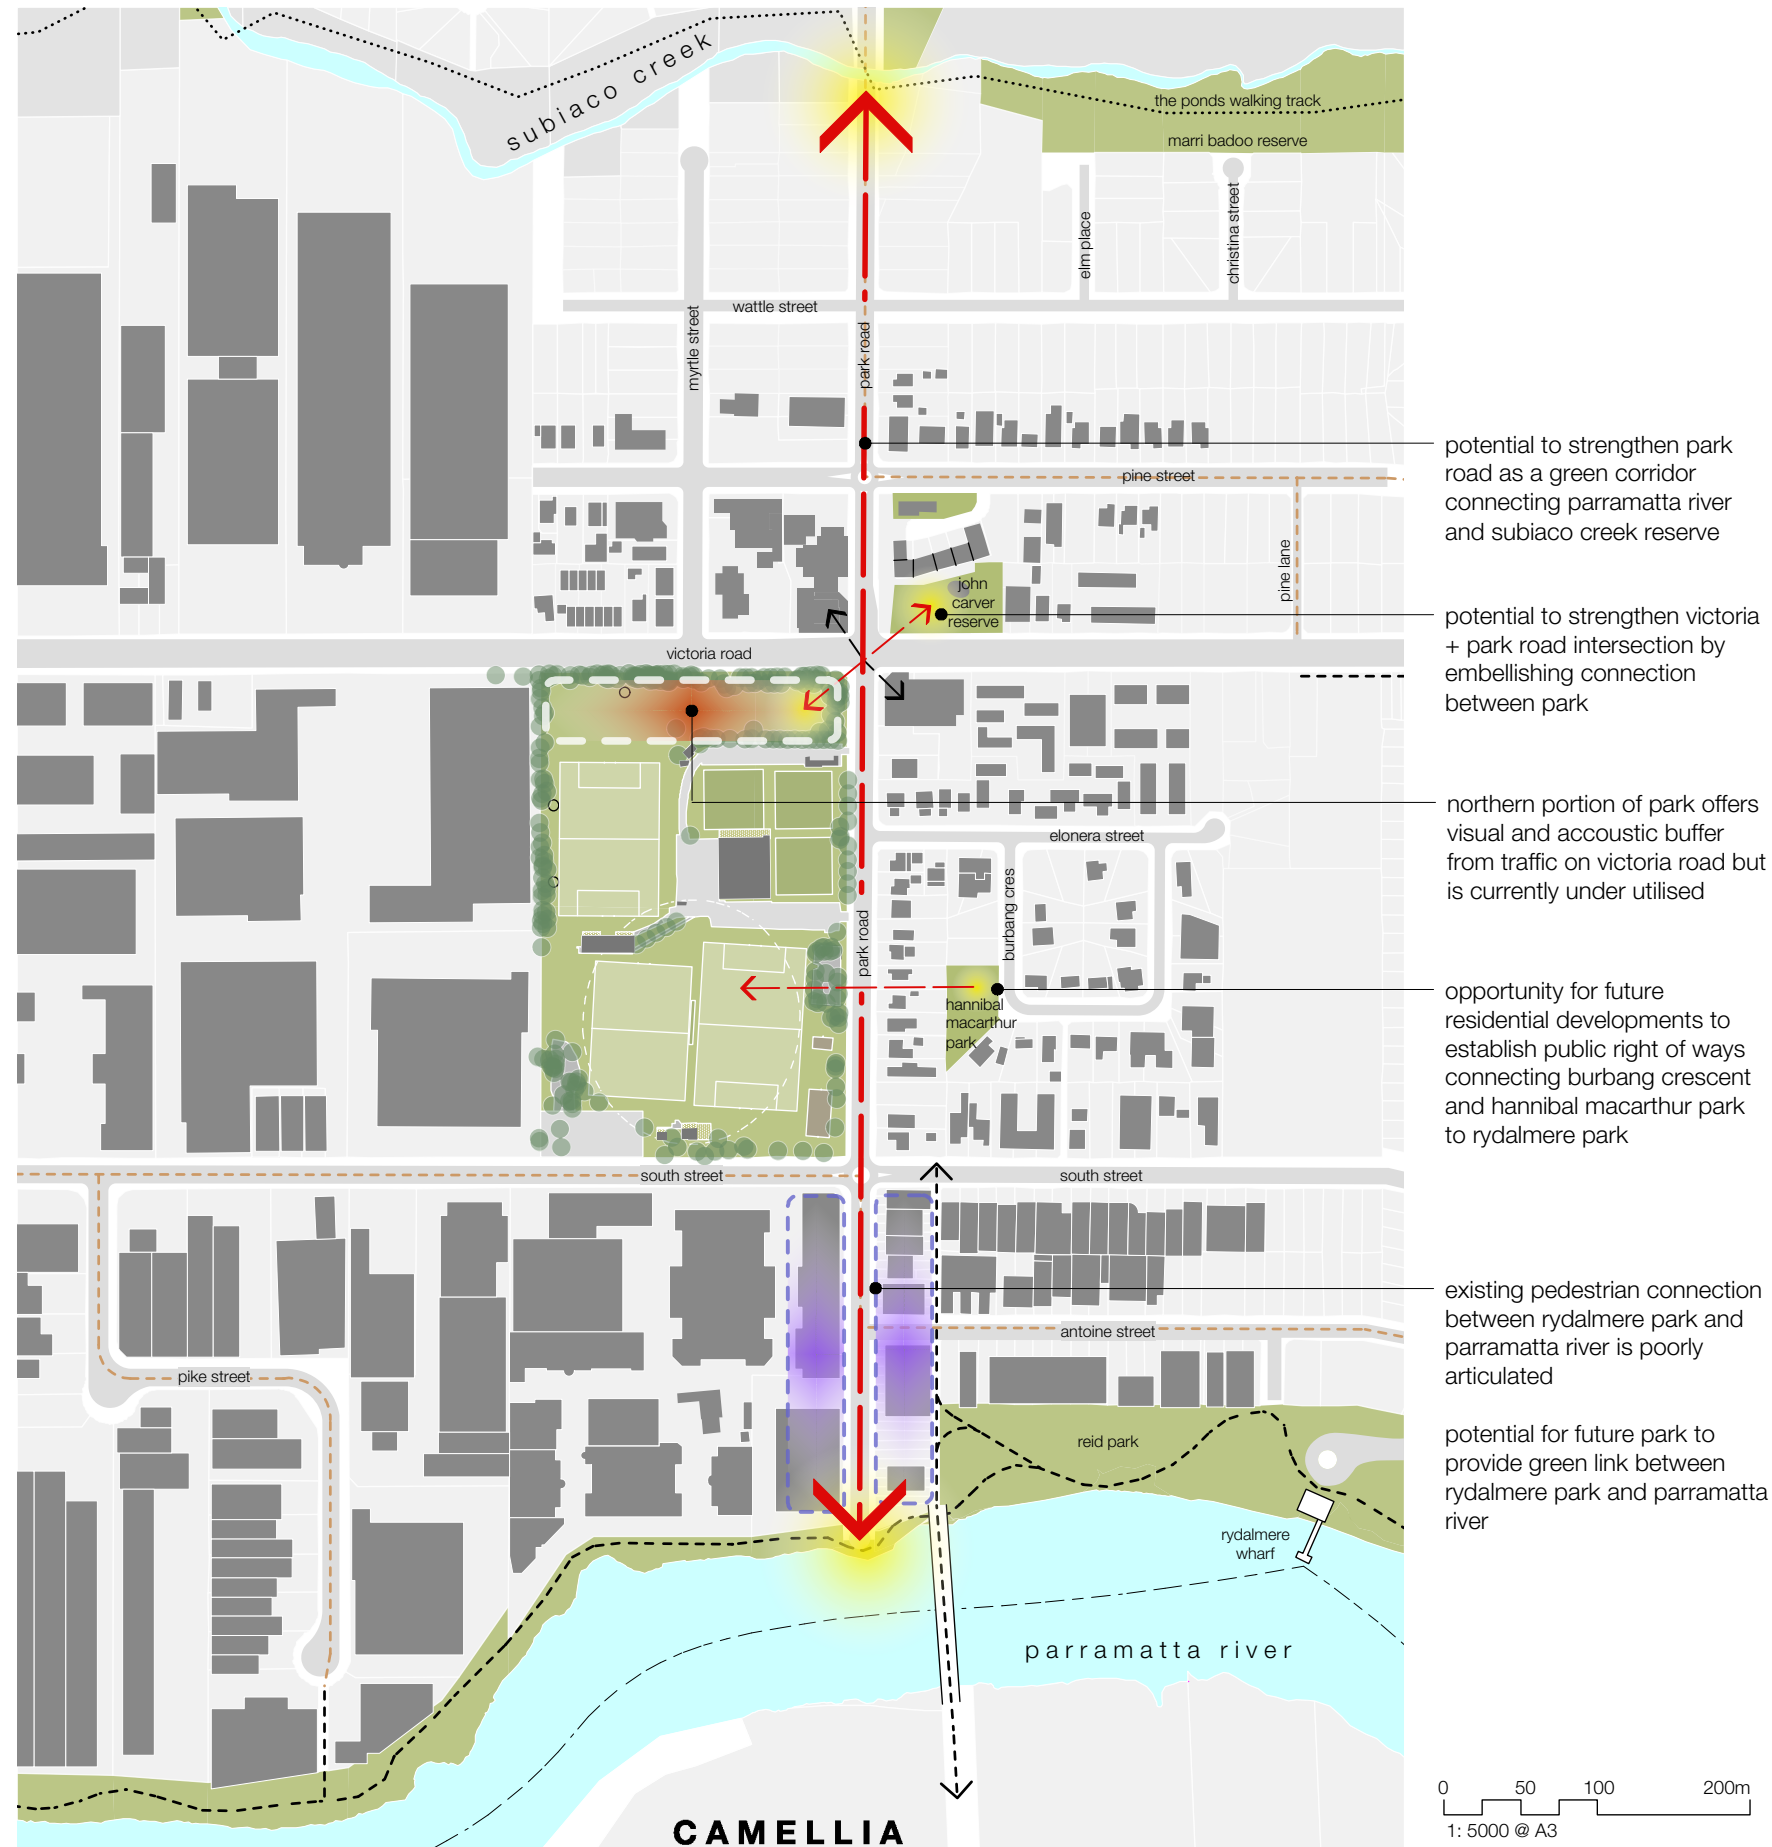 subiaco creek
the ponds walking track
marri badoo reserve
elm place
christina street
wattle street
myrtle street
park road
potential to strengthen park
road as a green corridor
connecting parramatta river
and subiaco creek reserve
pine street
pine lane
john
carver
reserve
potential to strengthen victoria
+ park road intersection by
embellishing connection
between park
victoria road
northern portion of park offers
visual and accoustic buffer
from traffic on victoria road but
is currently under utilised
elonera street
burbang cres
park road
hannibal
macarthur
park
opportunity for future
residential developments to
establish public right of ways
connecting burbang crescent
and hannibal macarthur park
to rydalmere park
south street
south street
existing pedestrian connection
between rydalmere park and
parramatta river is poorly
articulated
antoine street
pike street
reid park
potential for future park to
provide green link between
rydalmere park and parramatta
river
rydalmere
wharf
parramatta river
CAMELLIA
0 50 100 200m
1: 5000 @ A3